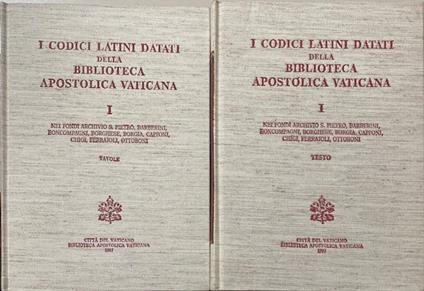 I CODICI LATINI DATATI
DELLA
BIBLIOTECA
APOSTOLICA VATICANA
I
NEI FONDI ARCHIVIO S. PIETRO, BARBERINI,
BONCOMPAGNI, BORGHESE, BORGIA, CAPPONI,
CHIGI, FERRAJOLI, OTTOBONI
TAVOLE
CITTÀ DEL VATICANO
BIBLIOTECA APOSTOLICA VATICANA
1997
I CODICI LATINI DATATI
DELLA
BIBLIOTECA
APOSTOLICA VATICANA
I
NEI FONDI ARCHIVIO S. PIETRO, BARBERINI,
BONCOMPAGNI, BORGHESE, BORGIA, CAPPONI,
CHIGI, FERRAJOLI, OTTOBONI
TESTO
CITTÀ DEL VATICANO
BIBLIOTECA APOSTOLICA VATICANA
1997